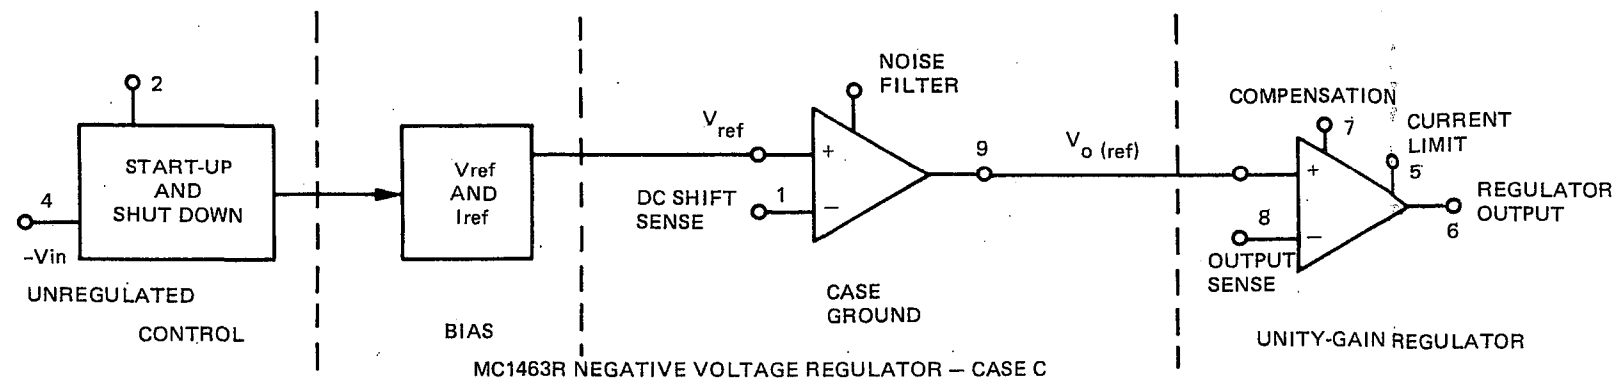 2
START-UP
AND
SHUT DOWN
4
–Vin
UNREGULATED
CONTROL
Vref
AND
Iref
BIAS
Vref
DC SHIFT
SENSE
1
+
–
NOISE
FILTER
CASE
GROUND
9
Vo (ref)
COMPENSATION
7
CURRENT
LIMIT
5
+
–
8
OUTPUT
SENSE
REGULATOR
OUTPUT
6
UNITY-GAIN REGULATOR
MC1463R NEGATIVE VOLTAGE REGULATOR – CASE C